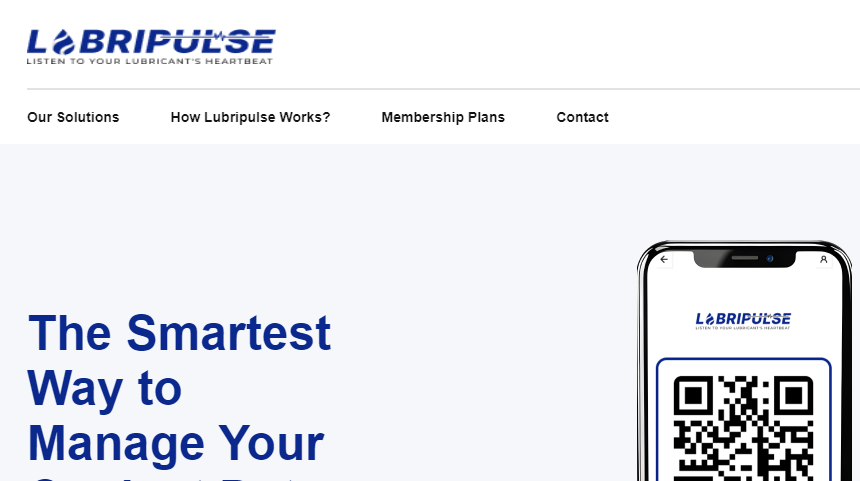 LUBRIPULSE
LISTEN TO YOUR LUBRICANT'S HEARTBEAT
Our Solutions How Lubripulse Works? Membership Plans Contact
The Smartest
Way to
Manage Your
LUBRIPULSE
LISTEN TO YOUR LUBRICANT'S HEARTBEAT